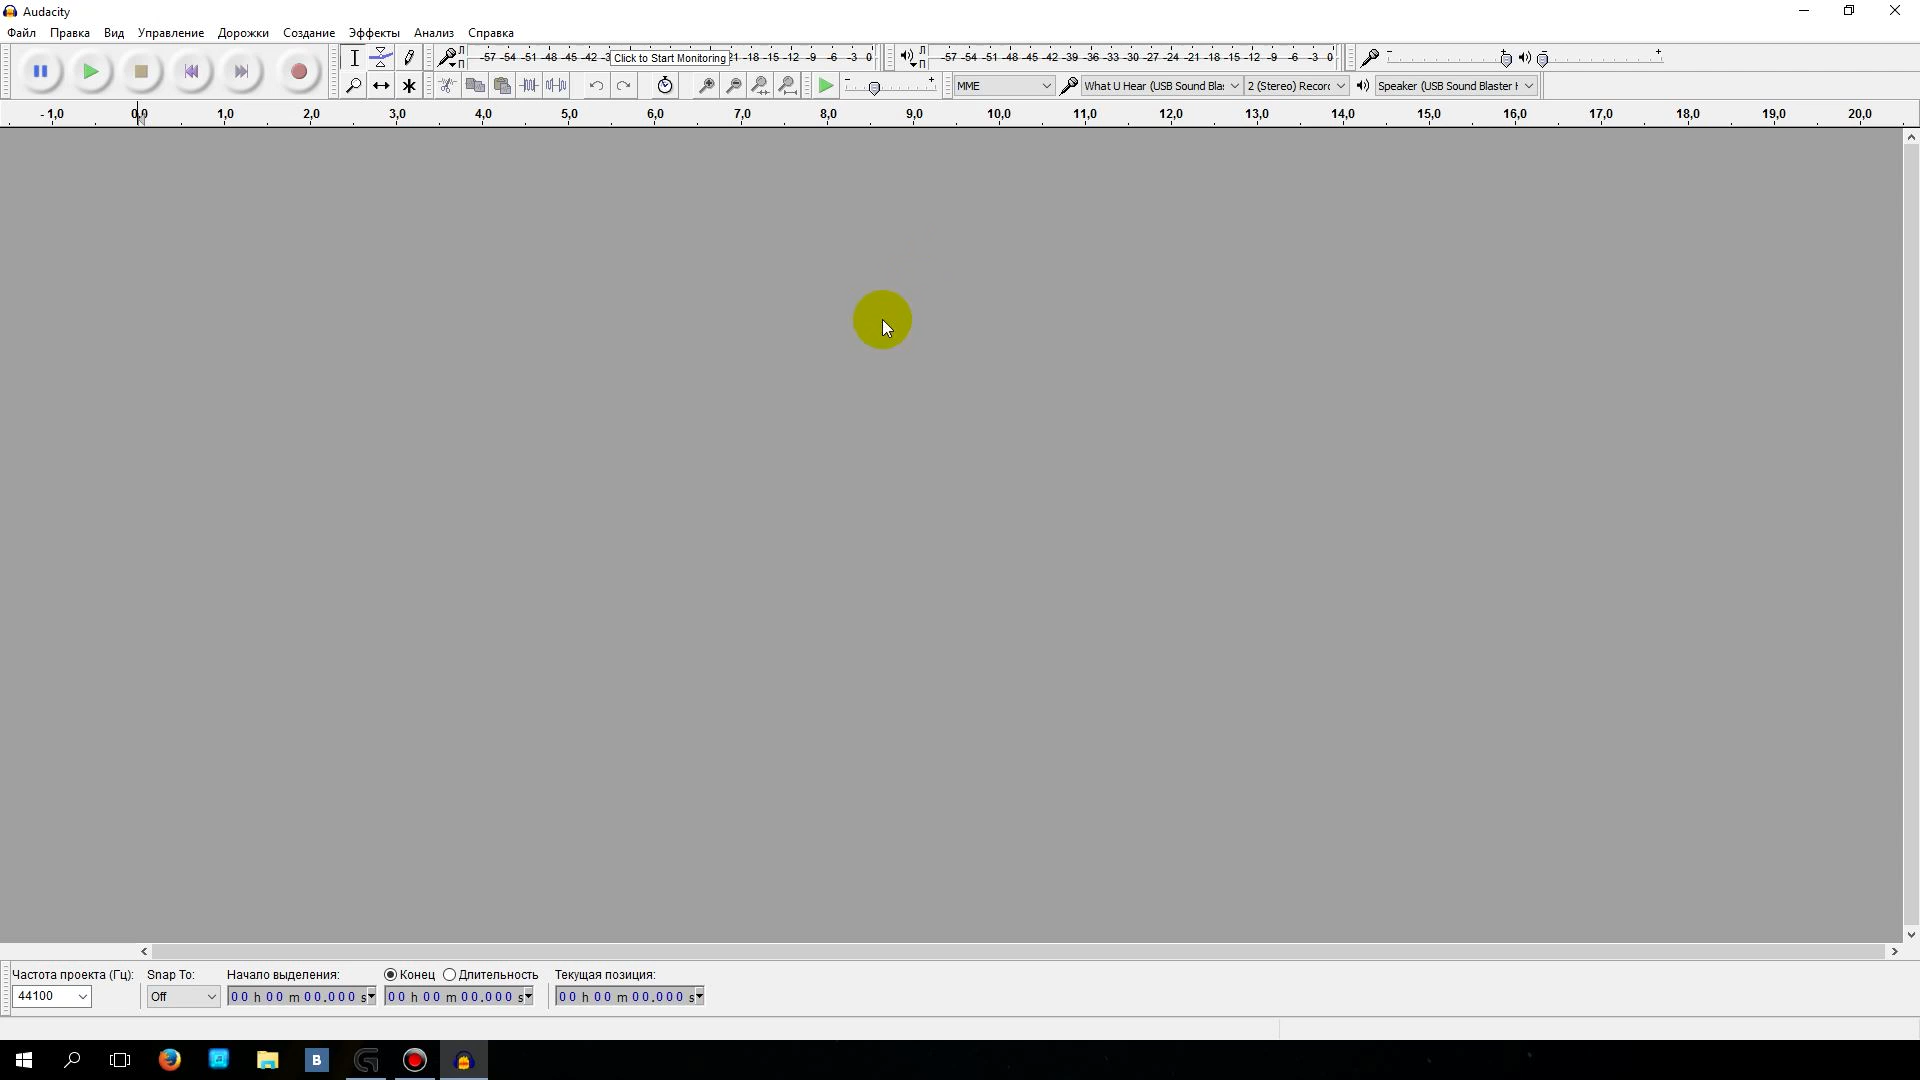 Audacity
Файл Правка Вид Управление Дорожки Создание Эффекты Анализ Справка
Л -57 -54 -51 -48 -45 -42 -3 Click to Start Monitoring 21 -18 -15 -12 -9 -6 -3 0 Л -57 -54 -51 -48 -45 -42 -39 -36 -33 -30 -27 -24 -21 -18 -15 -12 -9 -6 -3 0 - + - +
П П
- + MME What U Hear (USB Sound Bla: 2 (Stereo) Recorc Speaker (USB Sound Blaster H
-1,0 0,0 1,0 2,0 3,0 4,0 5,0 6,0 7,0 8,0 9,0 10,0 11,0 12,0 13,0 14,0 15,0 16,0 17,0 18,0 19,0 20,0
Частота проекта (Гц): Snap To: Начало выделения: Конец Длительность Текущая позиция:
44100 Off 00 h 00 m 00.000 s 00 h 00 m 00.000 s 00 h 00 m 00.000 s
B